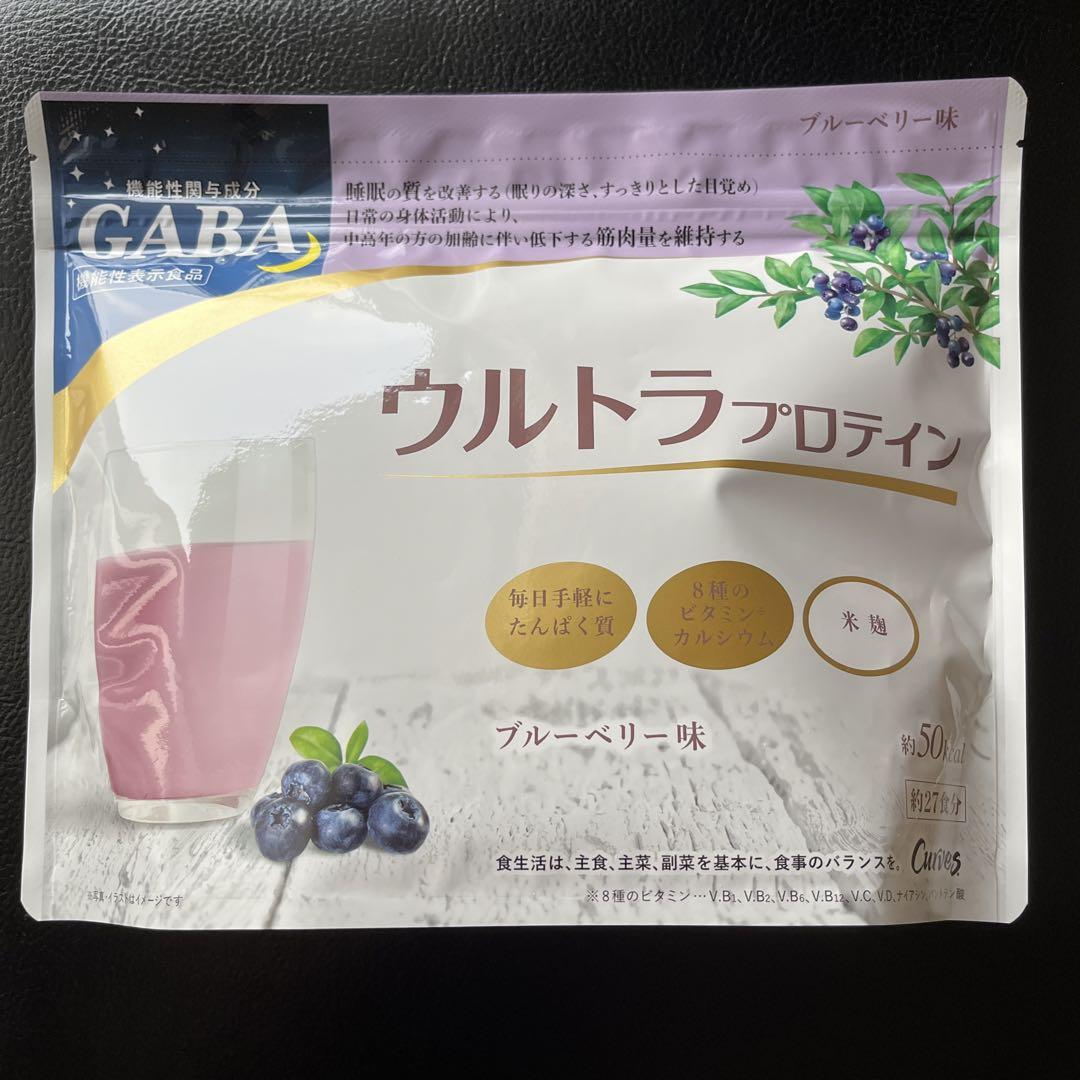 ブルーベリー味
機能性関与成分
GABA
機能性表示食品
睡眠の質を改善する(眠りの深さ、すっきりとした目覚め)
日常の身体活動により、
中高年の方の加齢に伴い低下する筋肉量を維持する
ウルトラプロテイン
毎日手軽に
たんぱく質
8種の
ビタミン※
カルシウム
米麹
ブルーベリー味
約50kcal
約27食分
食生活は、主食、主菜、副菜を基本に、食事のバランスを。
Curves
※写真・イラストはイメージです
※8種のビタミン…V.B1、V.B2、V.B6、V.B12、V.C、V.D、ナイアシン、パントテン酸